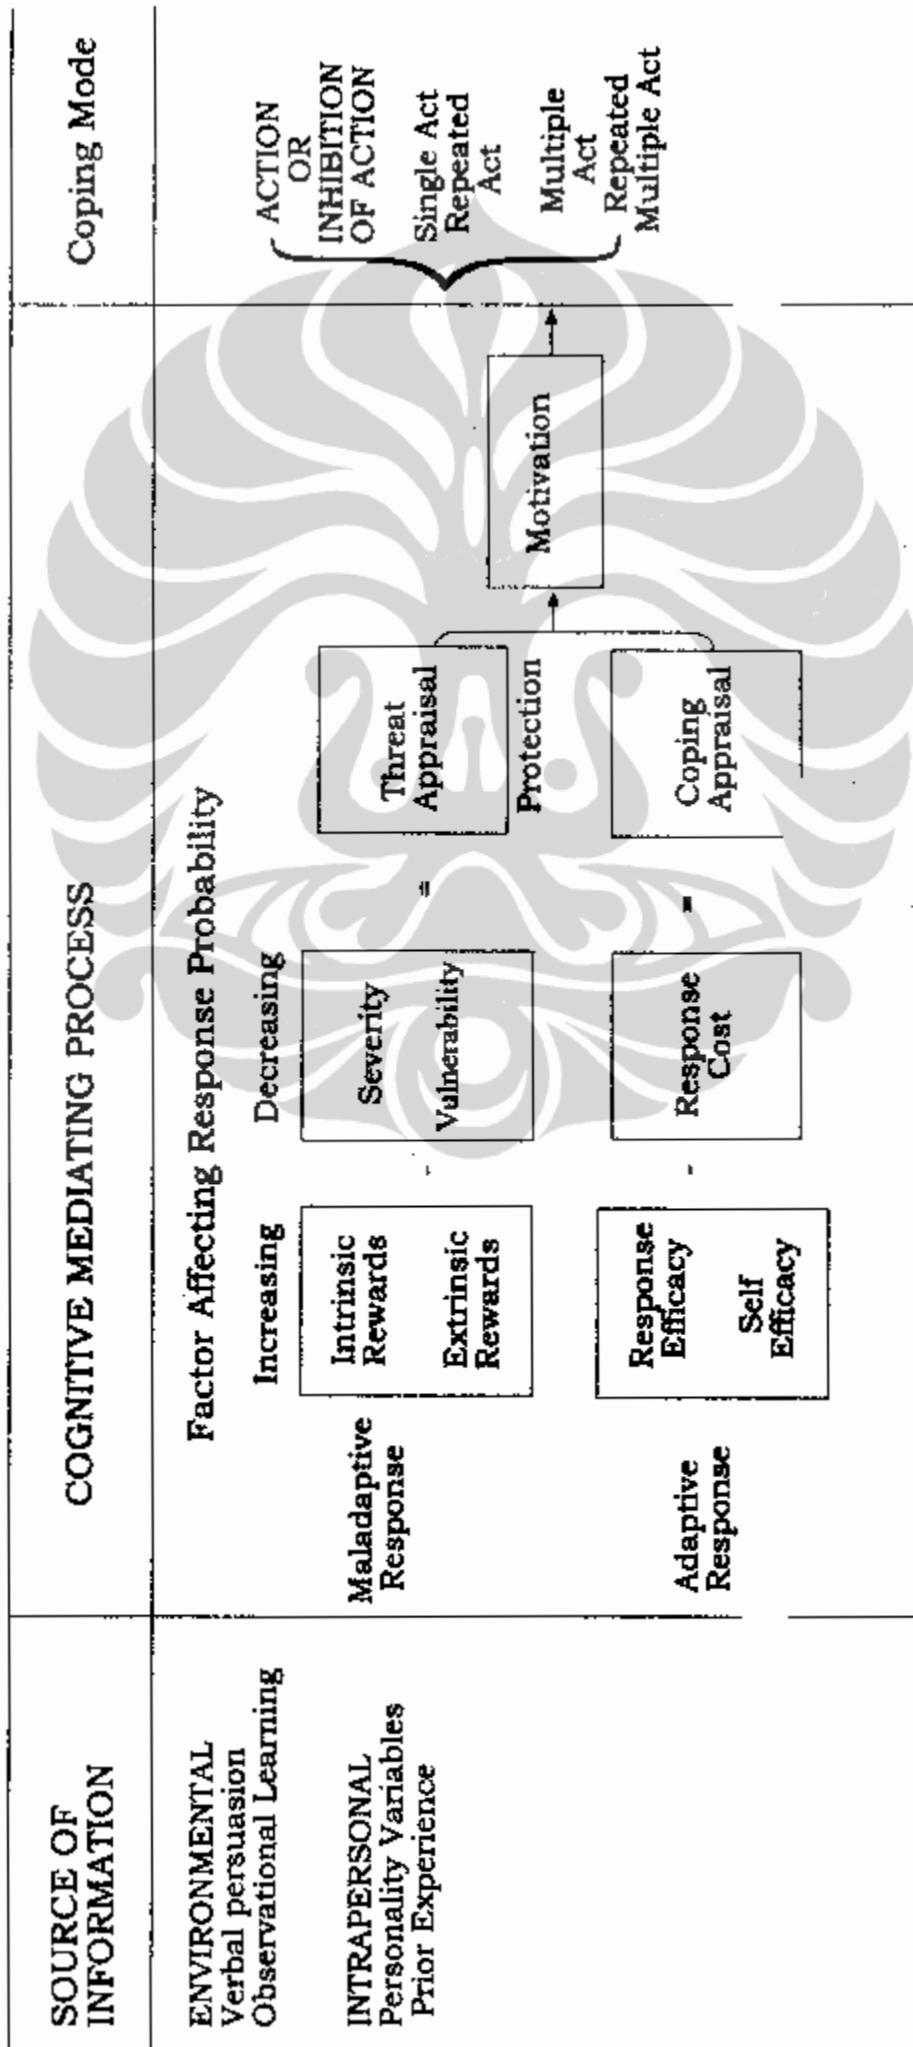 SOURCE OF
INFORMATION
COGNITIVE MEDIATING PROCESS
Coping Mode
ENVIRONMENTAL
Verbal persuasion
Observational Learning
INTRAPERSONAL
Personality Variables
Prior Experience
Factor Affecting Response Probability
Increasing
Decreasing
Maladaptive
Response
Intrinsic
Rewards
Extrinsic
Rewards
-
Severity
Vulnerability
=
Threat
Appraisal
Protection
Motivation
Adaptive
Response
Response
Efficacy
Self
Efficacy
-
Response
Cost
=
Coping
Appraisal
ACTION
OR
INHIBITION
OF ACTION
Single Act
Repeated
Act
Multiple
Act
Repeated
Multiple Act